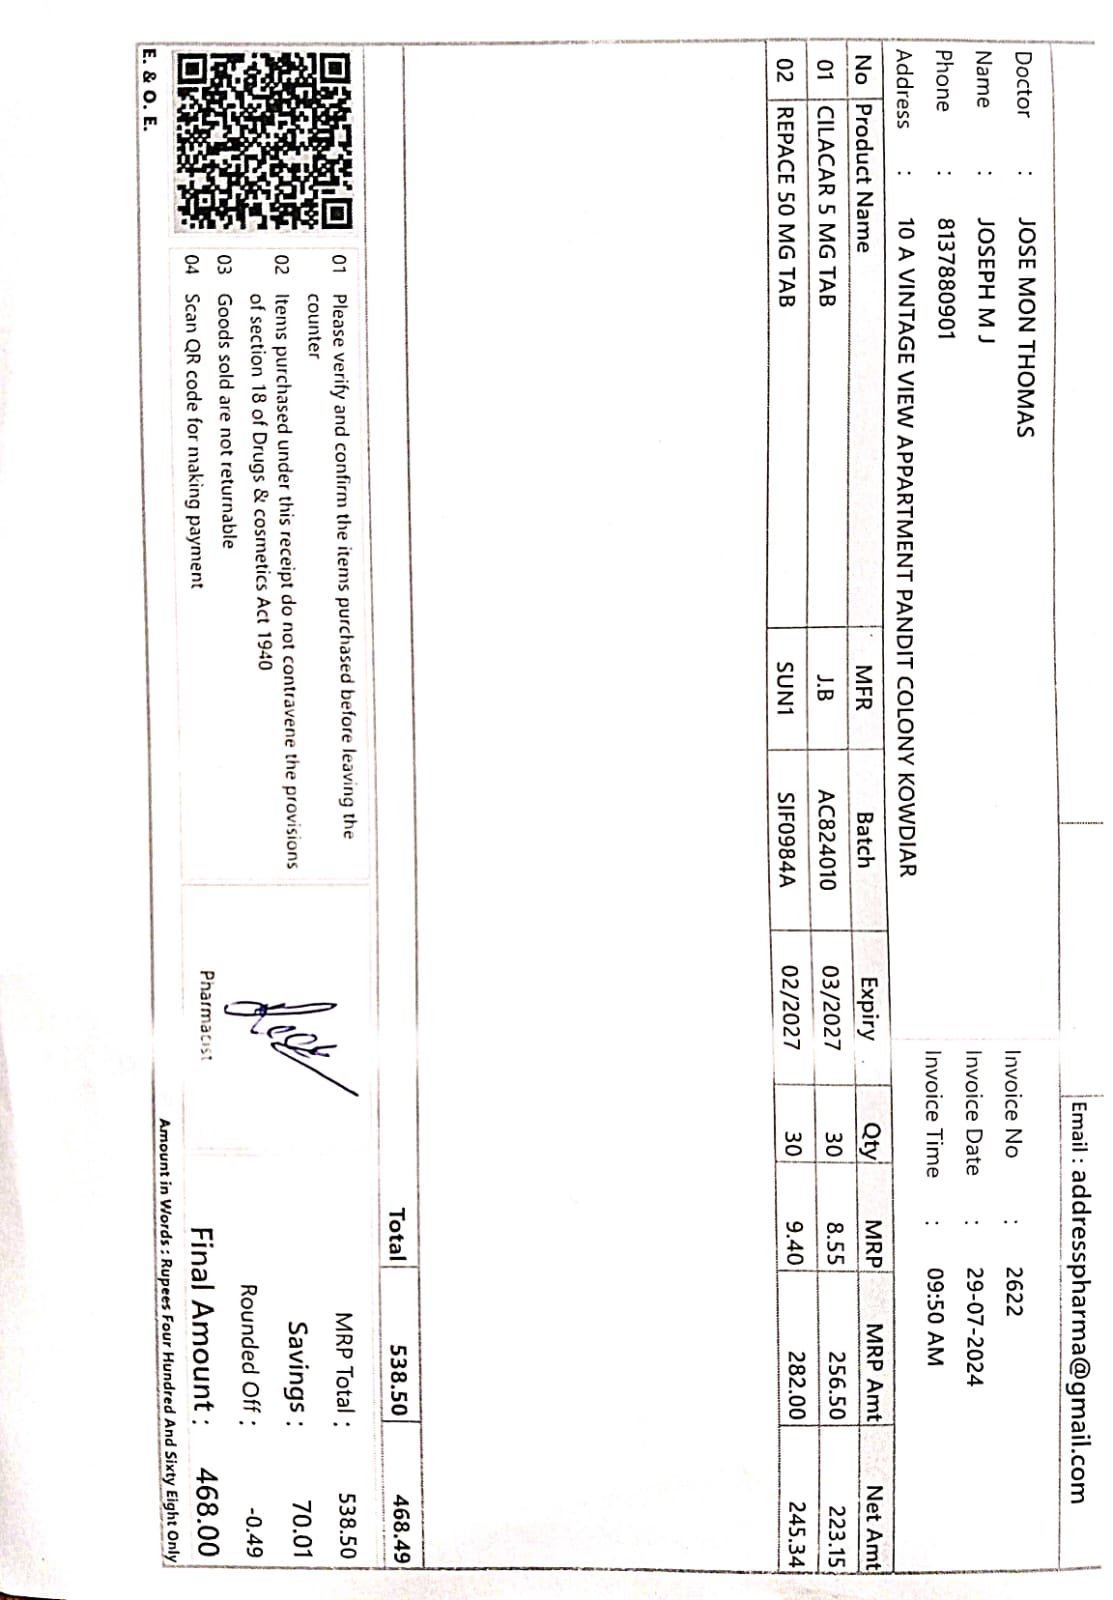 Email : addresspharma@gmail.com
Doctor : JOSE MON THOMAS
Name : JOSEPH M J
Phone : 8137880901
Address : 10 A VINTAGE VIEW APPARTMENT PANDIT COLONY KOWDIAR
Invoice No : 2622
Invoice Date : 29-07-2024
Invoice Time : 09:50 AM
No Product Name MFR Batch Expiry Qty MRP MRP Amt Net Amt
01 CILACAR 5 MG TAB J.B AC824010 03/2027 30 8.55 256.50 223.15
02 REPACE 50 MG TAB SUN1 SIF0984A 02/2027 30 9.40 282.00 245.34
Total 538.50 468.49
01 Please verify and confirm the items purchased before leaving the
counter
02 Items purchased under this receipt do not contravene the provisions
of section 18 of Drugs & cosmetics Act 1940
03 Goods sold are not returnable
04 Scan QR code for making payment
Pharmacist
MRP Total : 538.50
Savings : 70.01
Rounded Off : -0.49
Final Amount : 468.00
Amount in Words : Rupees Four Hundred And Sixty Eight Only
E. & O. E.